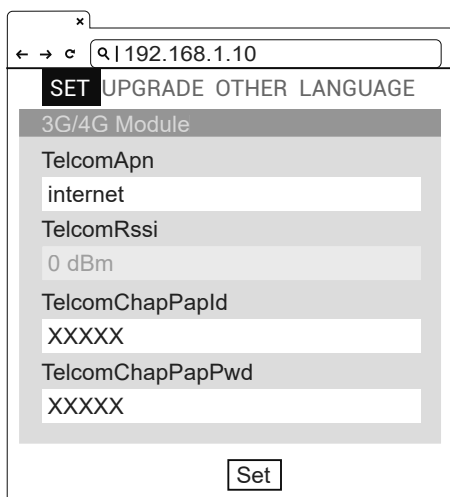 192.168.1.10
SET UPGRADE OTHER LANGUAGE
3G/4G Module
TelcomApn
internet
TelcomRssi
0 dBm
TelcomChapPapId
XXXXX
TelcomChapPapPwd
XXXXX
Set